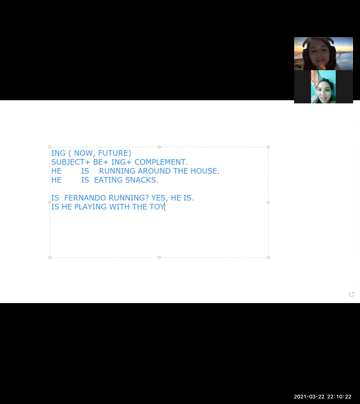 ING ( NOW, FUTURE)
SUBJECT+ BE+ ING+ COMPLEMENT.
HE IS RUNNING AROUND THE HOUSE.
HE IS EATING SNACKS.
IS FERNANDO RUNNING? YES, HE IS.
IS HE PLAYING WITH THE TOY
2021-03-22 22:10:22